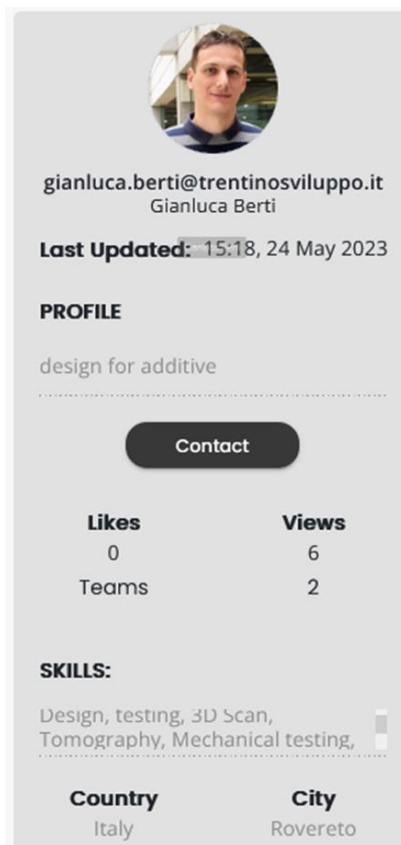 gianluca.berti@trentinosviluppo.it
Gianluca Berti
Last Updated: 15:18, 24 May 2023
PROFILE
design for additive
Contact
Likes Views
0 6
Teams 2
SKILLS:
Design, testing, 3D Scan,
Tomography, Mechanical testing,
Country City
Italy Rovereto